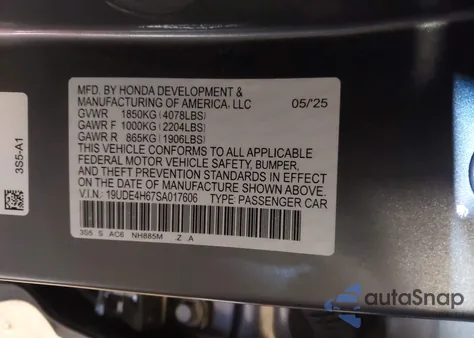 MFD. BY HONDA DEVELOPMENT &
MANUFACTURING OF AMERICA, LLC 05/'25
GVWR 1850KG (4078LBS)
GAWR F 1000KG (2204LBS)
GAWR R 865KG (1906LBS)
THIS VEHICLE CONFORMS TO ALL APPLICABLE
FEDERAL MOTOR VEHICLE SAFETY, BUMPER,
AND THEFT PREVENTION STANDARDS IN EFFECT
ON THE DATE OF MANUFACTURE SHOWN ABOVE.
V.I.N.: 19UDE4H67SA017606 TYPE: PASSENGER CAR
3S5 S AC6 NH885M Z A
3S5-A1
autoSnap